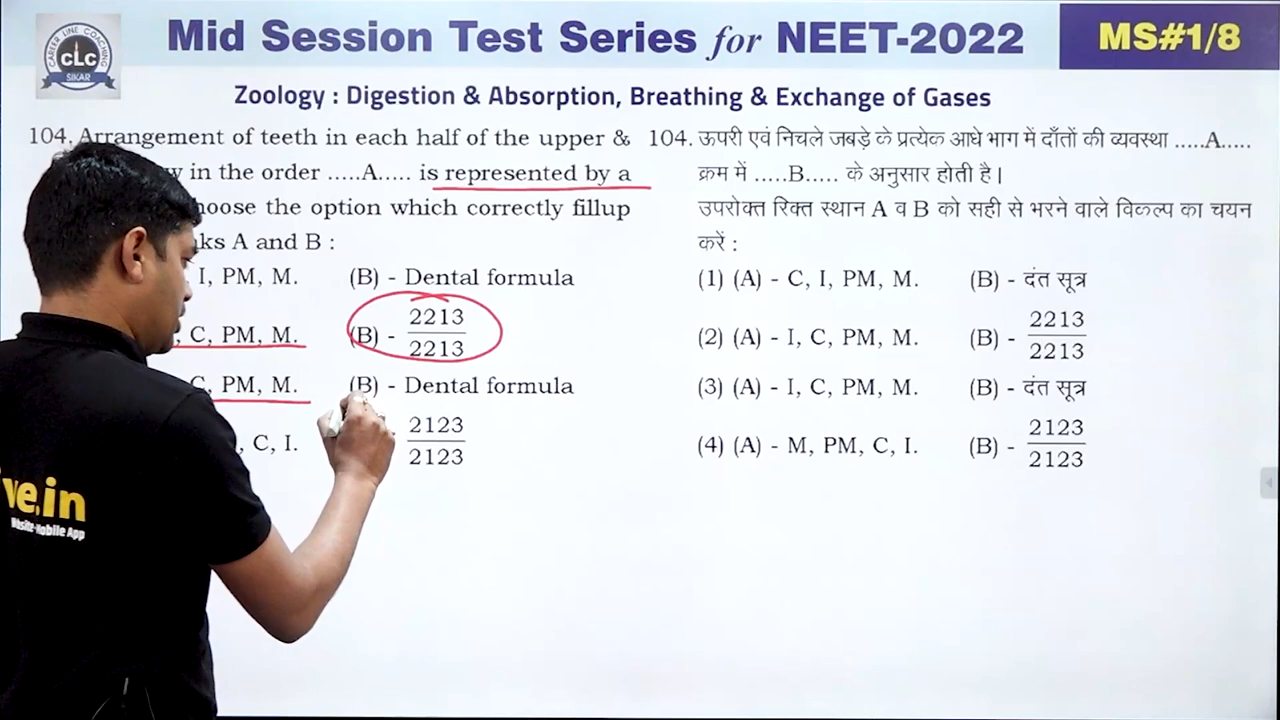 CAREER LINE COACHING
CLC
SIKAR
Mid Session Test Series for NEET-2022
MS#1/8
Zoology : Digestion & Absorption, Breathing & Exchange of Gases
104. Arrangement of teeth in each half of the upper &
w in the order .....A..... is represented by a
hoose the option which correctly fillup
ks A and B :
I, PM, M. (B) - Dental formula
, C, PM, M. (B) - 2213
2213
C, PM, M. (B) - Dental formula
, C, I. 2123
2123
104. ऊपरी एवं निचले जबड़े के प्रत्येक आधे भाग में दाँतों की व्यवस्था .....A.....
क्रम में .....B..... के अनुसार होती है।
उपरोक्त रिक्त स्थान A व B को सही से भरने वाले विकल्प का चयन
करें :
(1) (A) - C, I, PM, M. (B) - दंत सूत्र
(2) (A) - I, C, PM, M. (B) - 2213
2213
(3) (A) - I, C, PM, M. (B) - दंत सूत्र
(4) (A) - M, PM, C, I. (B) - 2123
2123
ve.in
Website-Mobile App